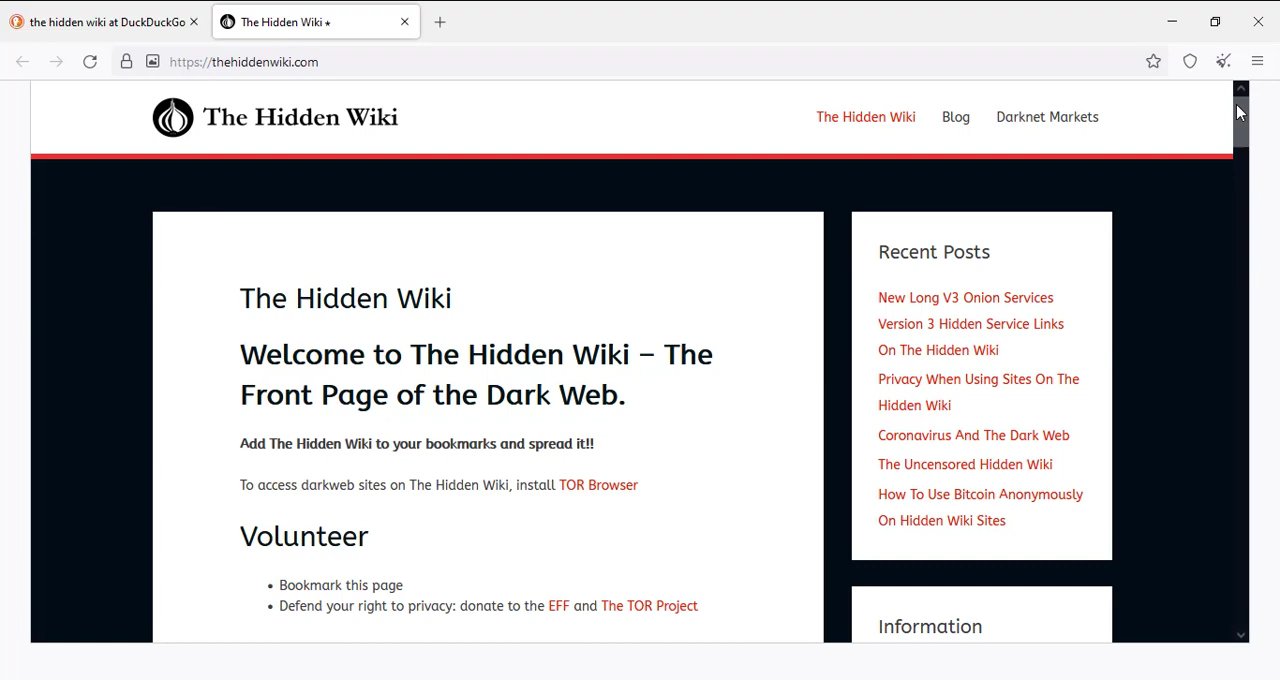 the hidden wiki at DuckDuckGo
The Hidden Wiki ⋆
https://thehiddenwiki.com
The Hidden Wiki
The Hidden Wiki
Blog
Darknet Markets
The Hidden Wiki
Welcome to The Hidden Wiki – The
Front Page of the Dark Web.
Add The Hidden Wiki to your bookmarks and spread it!!
To access darkweb sites on The Hidden Wiki, install TOR Browser
Volunteer
• Bookmark this page
• Defend your right to privacy: donate to the EFF and The TOR Project
Recent Posts
New Long V3 Onion Services
Version 3 Hidden Service Links
On The Hidden Wiki
Privacy When Using Sites On The
Hidden Wiki
Coronavirus And The Dark Web
The Uncensored Hidden Wiki
How To Use Bitcoin Anonymously
On Hidden Wiki Sites
Information